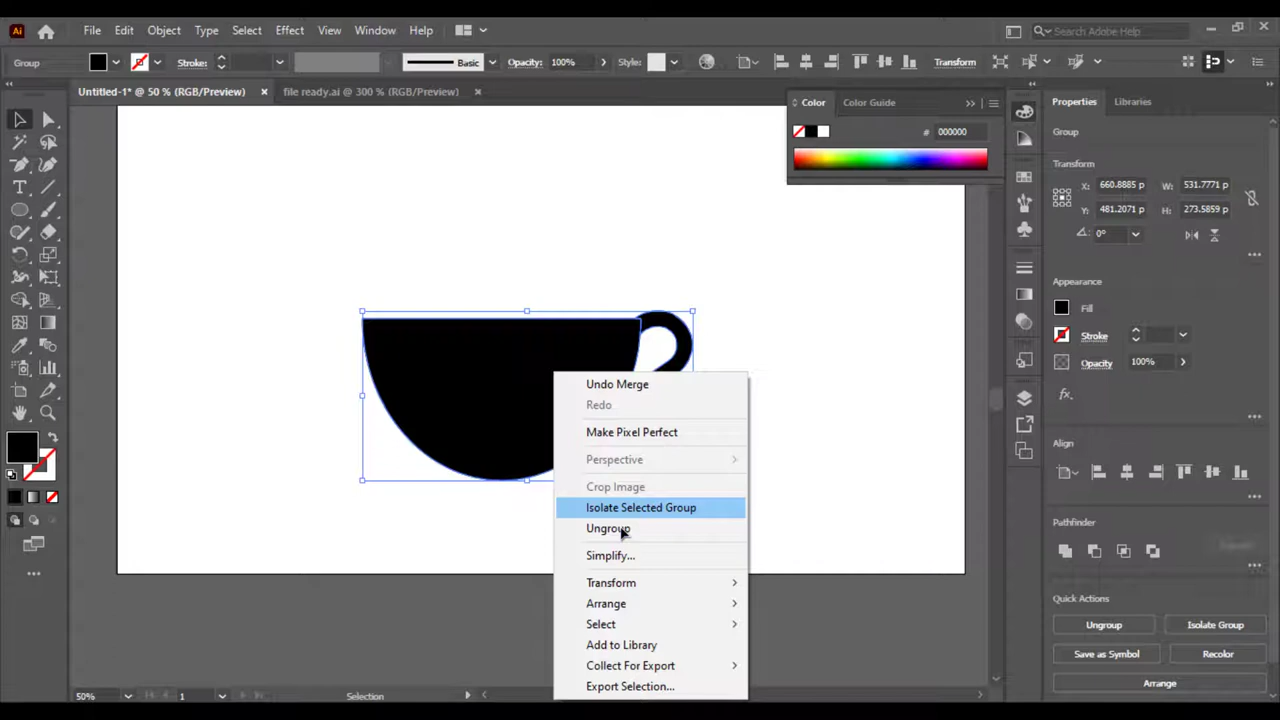 Ai File Edit Object Type Select Effect View Window Help Search Adobe Help
Group Stroke: Basic Opacity: 100% Style: Transform
Untitled-1* @ 50 % (RGB/Preview) × file ready.ai @ 300 % (RGB/Preview) ×
Color Color Guide
# 000000
Properties Libraries
Group
Transform
X: 660.8885 p W: 531.7771
Y: 481.2071 p H: 273.5859 p
0°
Appearance
Fill
Stroke
Opacity 100%
fx.
Align
Pathfinder
Quick Actions
Ungroup Isolate Group
Save as Symbol Recolor
Arrange
Undo Merge
Redo
Make Pixel Perfect
Perspective
Crop Image
Isolate Selected Group
Ungroup
Simplify...
Transform
Arrange
Select
Add to Library
Collect For Export
Export Selection...
50% 1 Selection